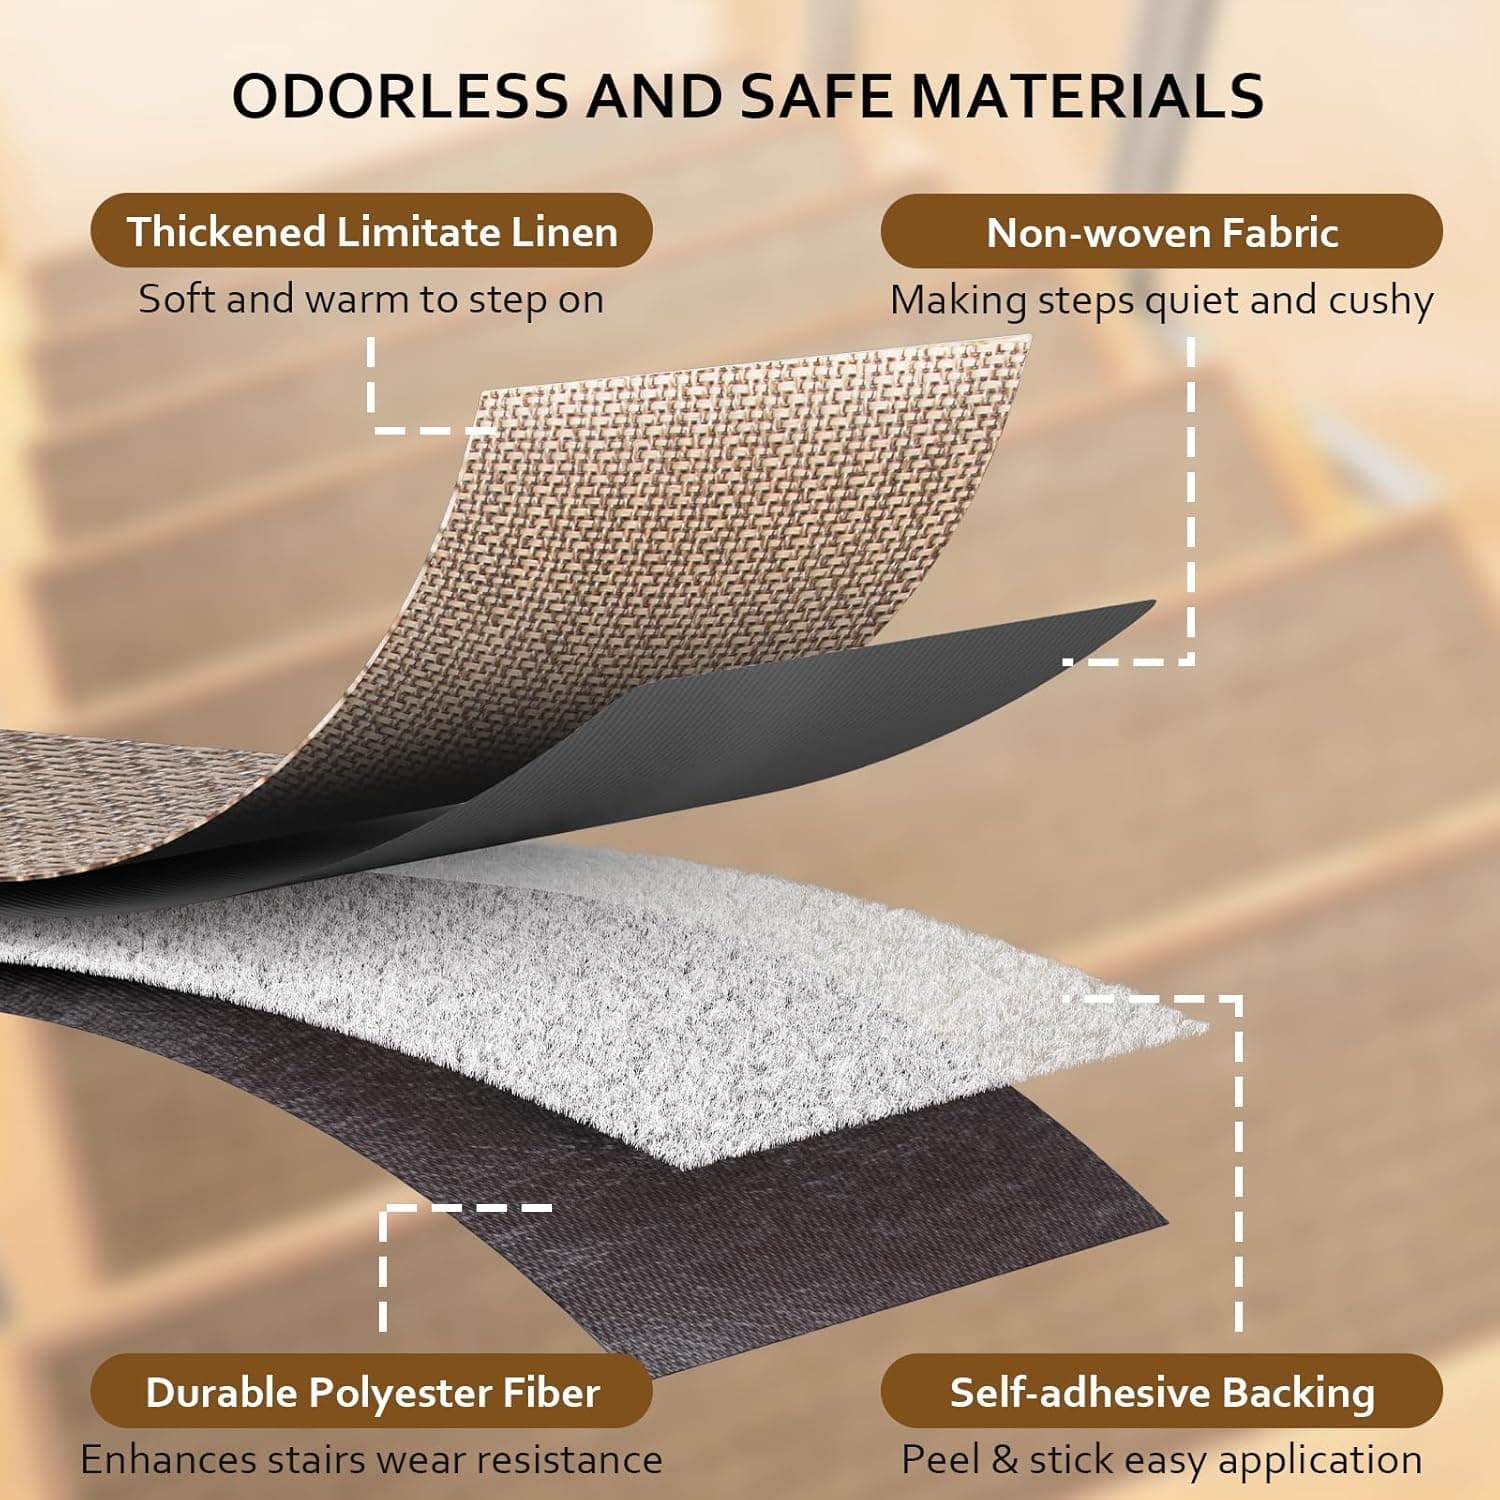 ODORLESS AND SAFE MATERIALS
Thickened Limitate Linen
Soft and warm to step on
Non-woven Fabric
Making steps quiet and cushy
Durable Polyester Fiber
Enhances stairs wear resistance
Self-adhesive Backing
Peel & stick easy application